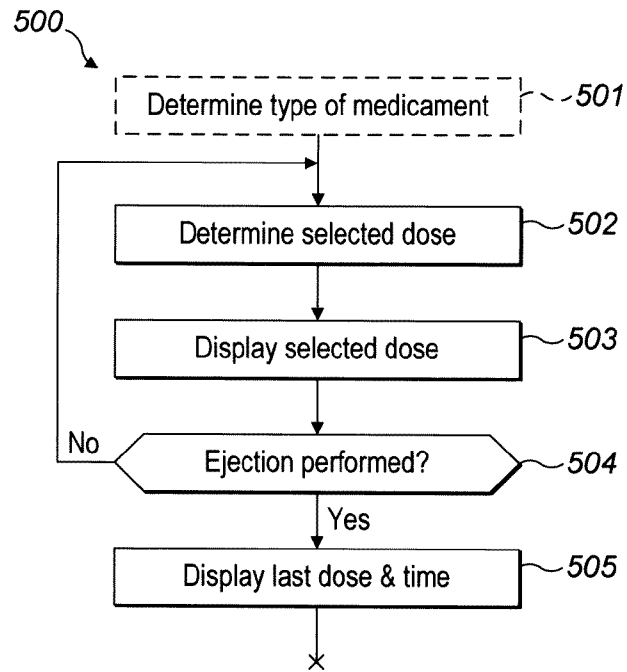 500
Determine type of medicament 501
Determine selected dose 502
Display selected dose 503
No
Ejection performed? 504
Yes
Display last dose & time 505